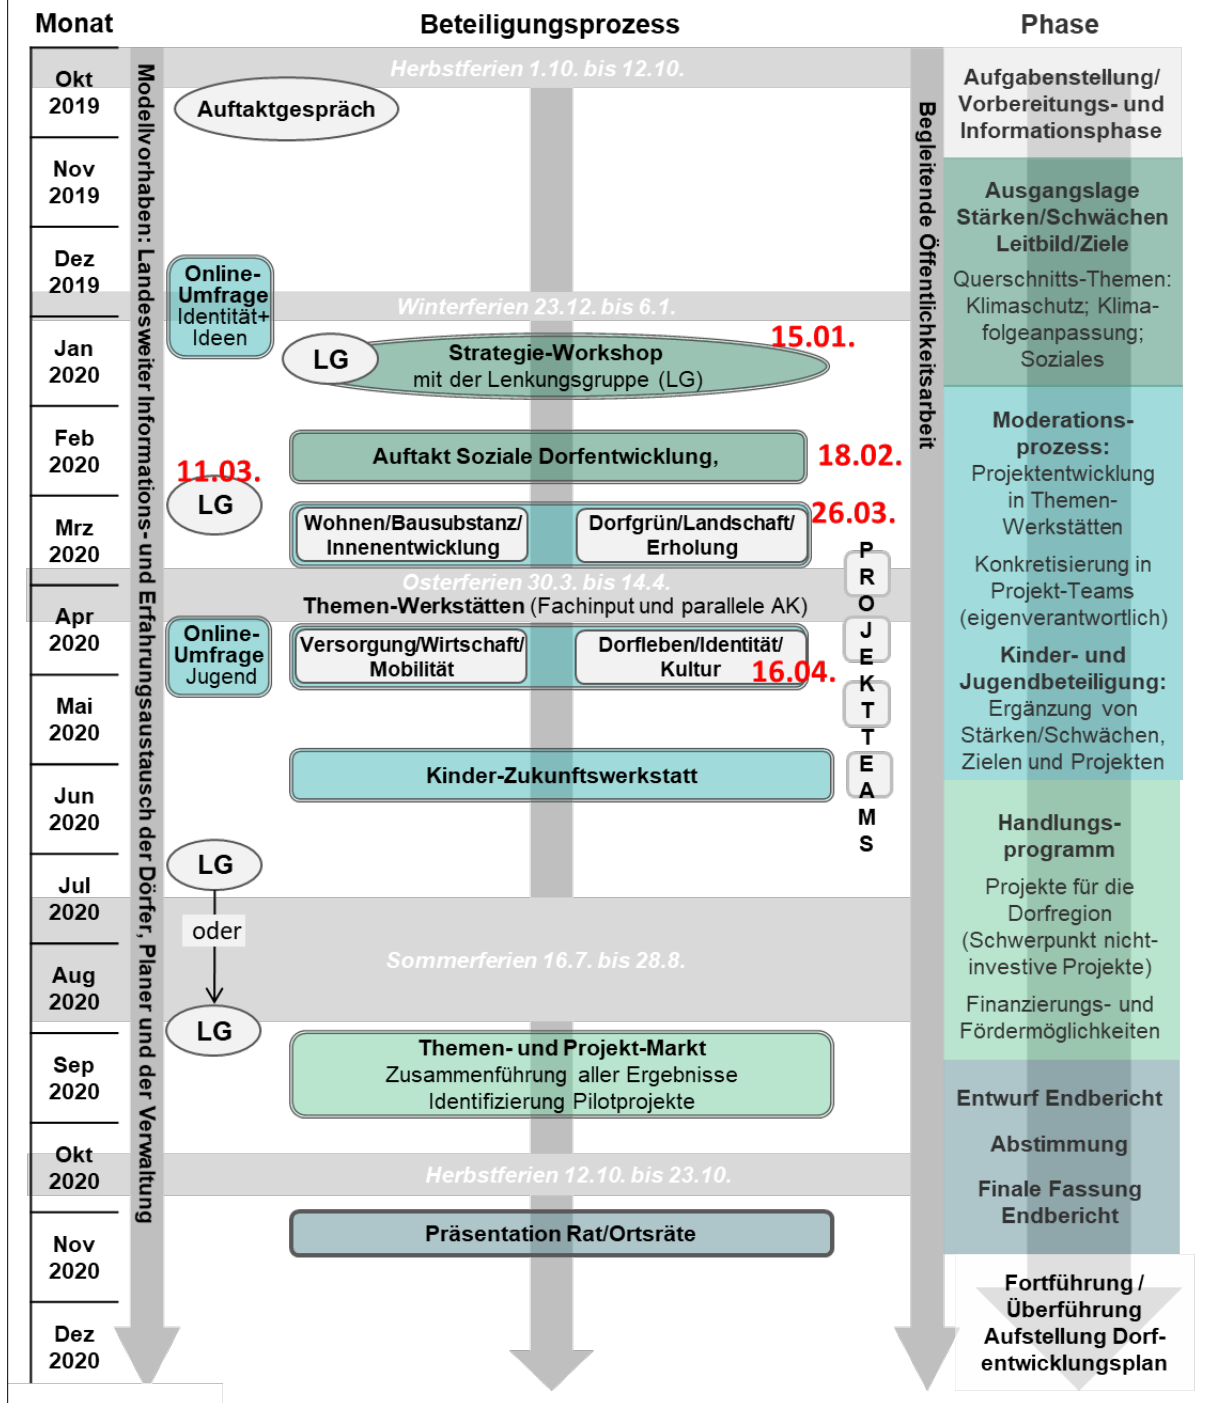 Monat
Beteiligungsprozess
Phase
Okt
2019
Nov
2019
Dez
2019
Jan
2020
Feb
2020
Mrz
2020
Apr
2020
Mai
2020
Jun
2020
Jul
2020
Aug
2020
Sep
2020
Okt
2020
Nov
2020
Dez
2020
Modellvorhaben: Landesweiter Informations- und Erfahrungsaustausch der Dörfer, Planer und der Verwaltung
Herbstferien 1.10. bis 12.10.
Auftaktgespräch
Online-
Umfrage
Identität+
Ideen
Winterferien 23.12. bis 6.1.
15.01.
LG
Strategie-Workshop
mit der Lenkungsgruppe (LG)
Auftakt Soziale Dorfentwicklung,
18.02.
11.03.
LG
26.03.
Wohnen/Bausubstanz/
Innenentwicklung
Dorfgrün/Landschaft/
Erholung
Osterferien 30.3. bis 14.4.
Themen-Werkstätten (Fachinput und parallele AK)
Online-
Umfrage
Jugend
Versorgung/Wirtschaft/
Mobilität
Dorfleben/Identität/
Kultur
16.04.
PROJEKTTEAMS
Kinder-Zukunftswerkstatt
LG
oder
LG
Sommerferien 16.7. bis 28.8.
Themen- und Projekt-Markt
Zusammenführung aller Ergebnisse
Identifizierung Pilotprojekte
Herbstferien 12.10. bis 23.10.
Präsentation Rat/Ortsräte
Begleitende Öffentlichkeitsarbeit
Aufgabenstellung/
Vorbereitungs- und
Informationsphase
Ausgangslage
Stärken/Schwächen
Leitbild/Ziele
Querschnitts-Themen:
Klimaschutz; Klima-
folgeanpassung;
Soziales
Moderations-
prozess:
Projektentwicklung
in Themen-
Werkstätten
Konkretisierung in
Projekt-Teams
(eigenverantwortlich)
Kinder- und
Jugendbeteiligung:
Ergänzung von
Stärken/Schwächen,
Zielen und Projekten
Handlungs-
programm
Projekte für die
Dorfregion
(Schwerpunkt nicht-
investive Projekte)
Finanzierungs- und
Fördermöglichkeiten
Entwurf Endbericht
Abstimmung
Finale Fassung
Endbericht
Fortführung /
Überführung
Aufstellung Dorf-
entwicklungsplan